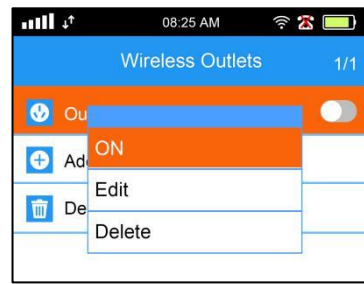 08:25 AM
Wireless Outlets 1/1
Ou
ON
Ad
Edit
De
Delete